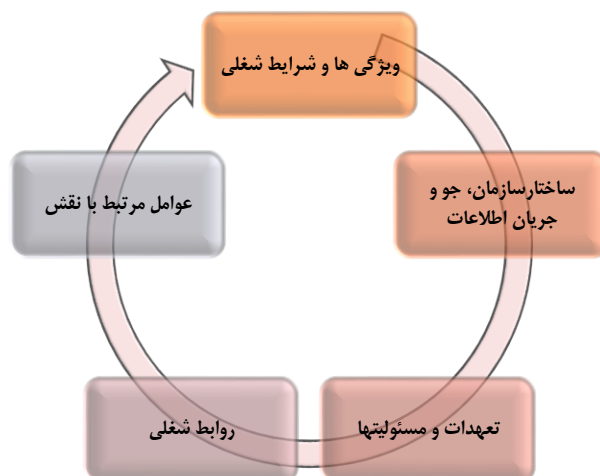 ویژگی ها و شرایط شغلی
ساختارسازمان، جو و
جریان اطلاعات
تعهدات و مسئولیتها
روابط شغلی
عوامل مرتبط با نقش